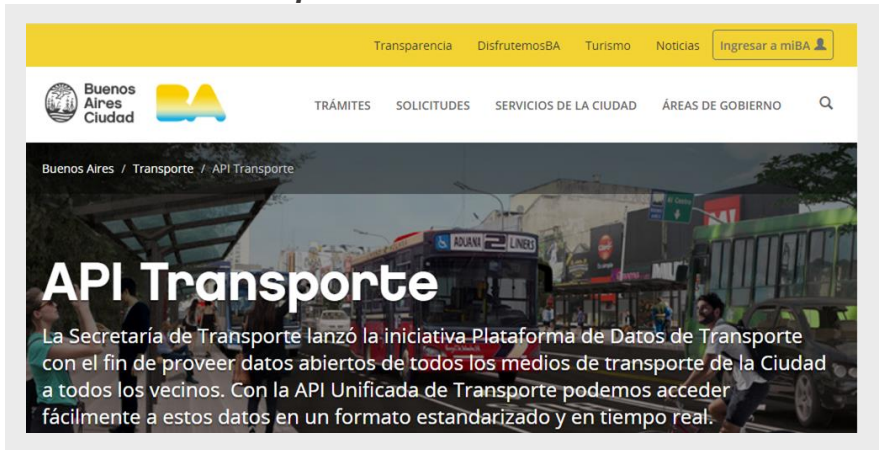 Transparencia DisfrutemosBA Turismo Noticias Ingresar a miBA
Buenos
Aires
Ciudad
BA
TRÁMITES SOLICITUDES SERVICIOS DE LA CIUDAD ÁREAS DE GOBIERNO
Buenos Aires / Transporte / API Transporte
ADUANA 2 LINERS
API Transporte
La Secretaría de Transporte lanzó la iniciativa Plataforma de Datos de Transporte
con el fin de proveer datos abiertos de todos los medios de transporte de la Ciudad
a todos los vecinos. Con la API Unificada de Transporte podemos acceder
fácilmente a estos datos en un formato estandarizado y en tiempo real.